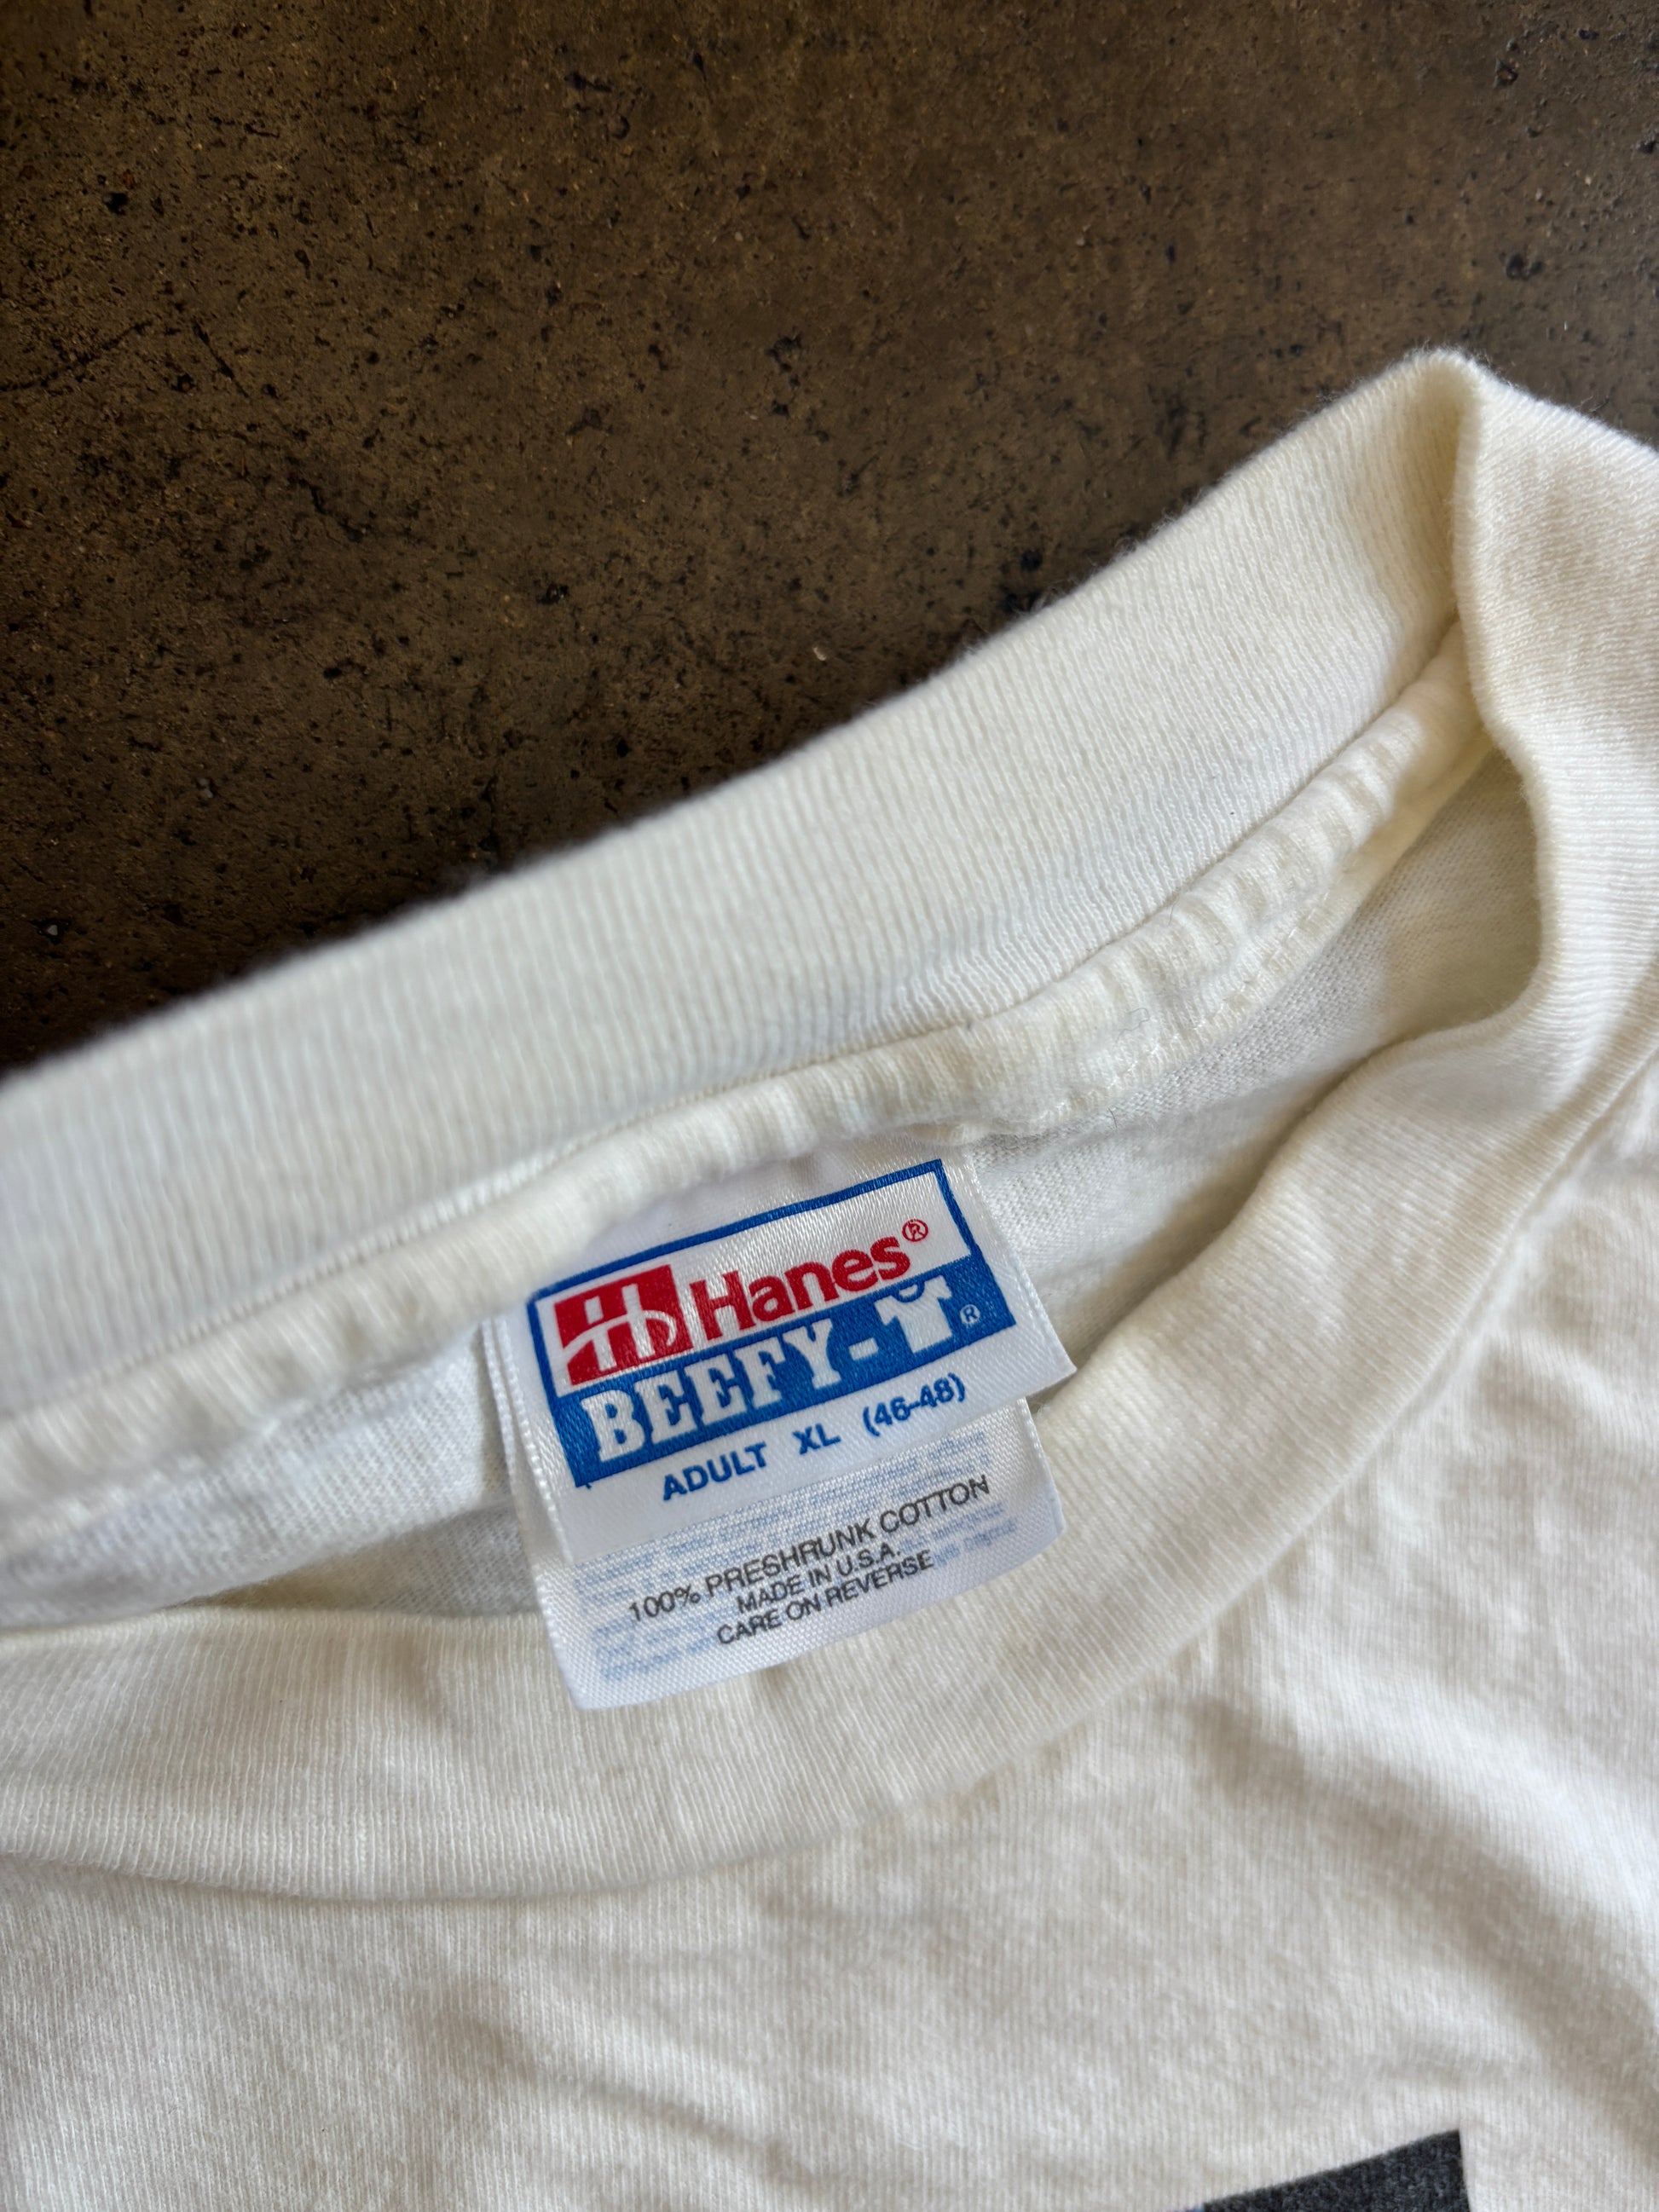 Hanes®
BEEFY-T®
ADULT XL (46-48)
100% PRESHRUNK COTTON
MADE IN U.S.A.
CARE ON REVERSE